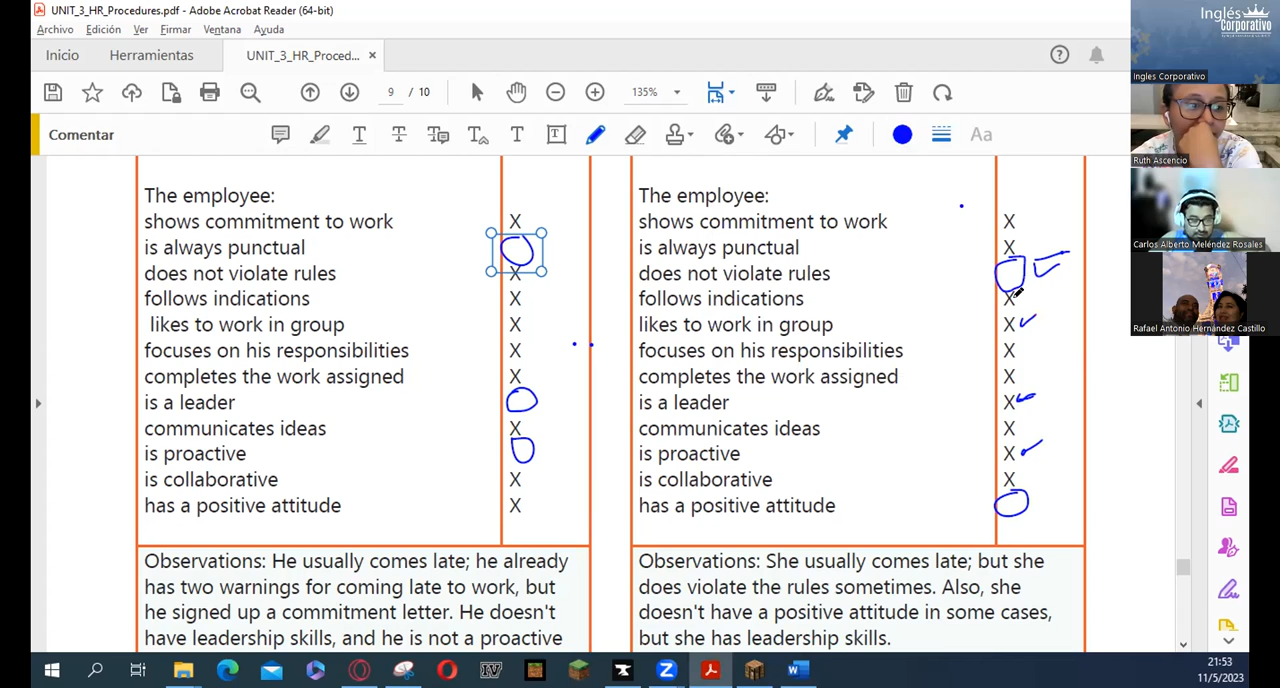 UNIT_3_HR_Procedures.pdf - Adobe Acrobat Reader (64-bit)
Archivo Edición Ver Firmar Ventana Ayuda
Inicio Herramientas UNIT_3_HR_Proced... ×
9 / 10 135%
Comentar Aa
The employee:
shows commitment to work X
is always punctual
does not violate rules X
follows indications X
likes to work in group X
focuses on his responsibilities X
completes the work assigned X
is a leader
communicates ideas X
is proactive
is collaborative X
has a positive attitude X
Observations: He usually comes late; he already
has two warnings for coming late to work, but
he signed up a commitment letter. He doesn't
have leadership skills, and he is not a proactive
The employee:
shows commitment to work X
is always punctual X
does not violate rules
follows indications X
likes to work in group X
focuses on his responsibilities X
completes the work assigned X
is a leader X
communicates ideas X
is proactive X
is collaborative X
has a positive attitude
Observations: She usually comes late; but she
does violate the rules sometimes. Also, she
doesn't have a positive attitude in some cases,
but she has leadership skills.
Inglés
Corporativo
Ingles Corporativo
Ruth Ascencio
Carlos Alberto Meléndez Rosales
Rafael Antonio Hernandez Castillo
21:53
11/5/2023